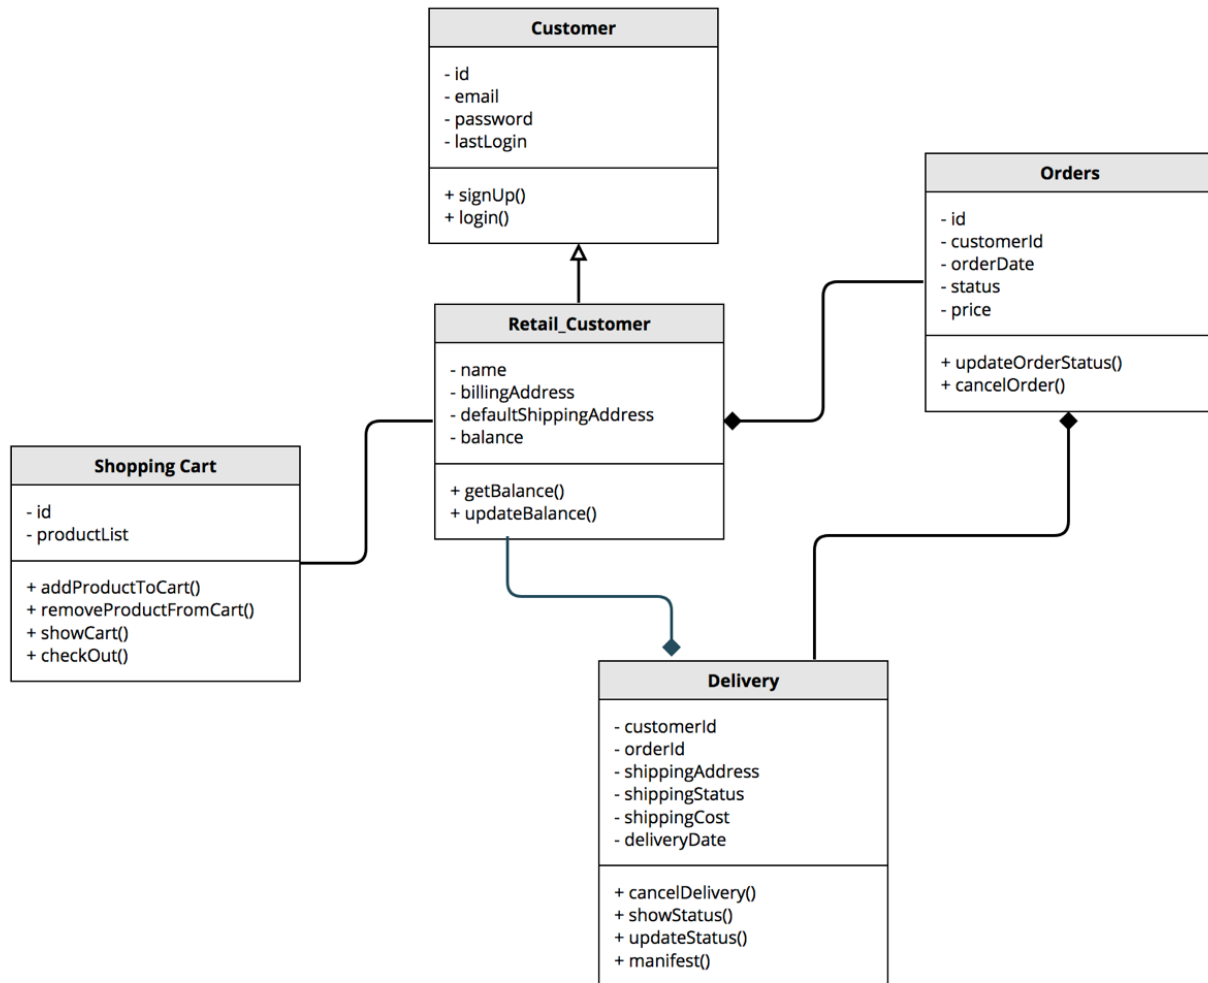 Customer
- id
- email
- password
- lastLogin
+ signUp()
+ login()
Orders
- id
- customerId
- orderDate
- status
- price
+ updateOrderStatus()
+ cancelOrder()
Retail_Customer
- name
- billingAddress
- defaultShippingAddress
- balance
+ getBalance()
+ updateBalance()
Shopping Cart
- id
- productList
+ addProductToCart()
+ removeProductFromCart()
+ showCart()
+ checkOut()
Delivery
- customerId
- orderId
- shippingAddress
- shippingStatus
- shippingCost
- deliveryDate
+ cancelDelivery()
+ showStatus()
+ updateStatus()
+ manifest()